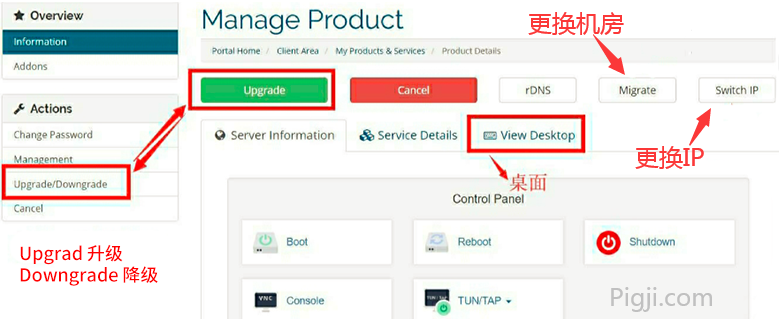 Overview
Information
Addons
Actions
Change Password
Management
Upgrade/Downgrade
Cancel
Upgrad 升级
Downgrade 降级
Manage Product
Portal Home / Client Area / My Products & Services / Product Details
更换机房
Upgrade
Cancel
rDNS
Migrate
Switch IP
Server Information
Service Details
View Desktop
更换IP
桌面
Control Panel
Boot
Reboot
Shutdown
VNC
Console
TUN/TAP
TUN/TAP
Pigji.com